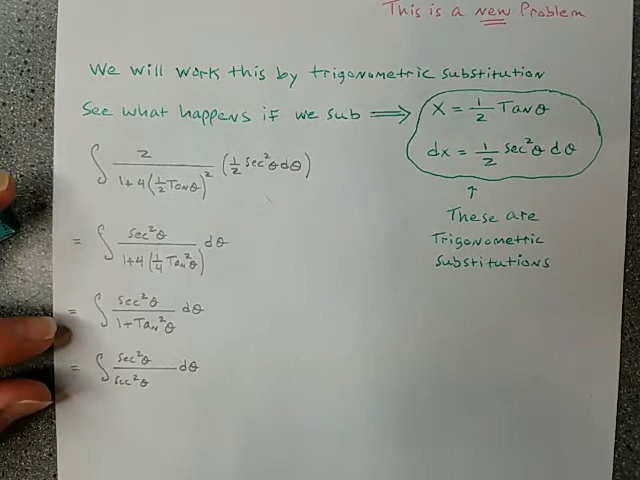 This is a new Problem
We will work this by trigonometric substitution
See what happens if we sub ⟹ x = 1/2 Tanθ
dx = 1/2 sec²θ dθ
↑
These are
Trigonometric
Substitutions
∫ 2/(1+4(1/2 Tanθ)²) (1/2 sec²θ dθ)
= ∫ sec²θ/(1+4(1/4 Tan²θ)) dθ
= ∫ sec²θ/(1+Tan²θ) dθ
= ∫ sec²θ/sec²θ dθ